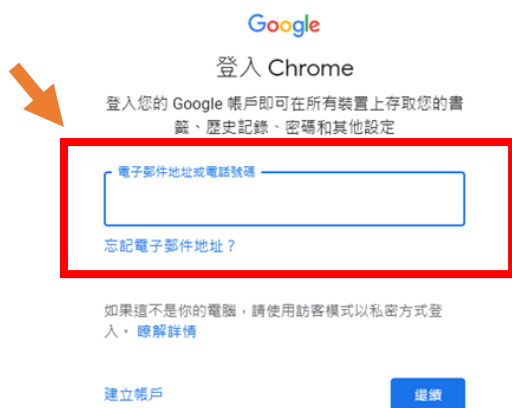 Google
登入 Chrome
登入您的 Google 帳戶即可在所有裝置上存取您的書
籤、歷史記錄、密碼和其他設定
電子郵件地址或電話號碼
忘記電子郵件地址？
如果這不是你的電腦，請使用訪客模式以私密方式登
入。瞭解詳情
建立帳戶
繼續